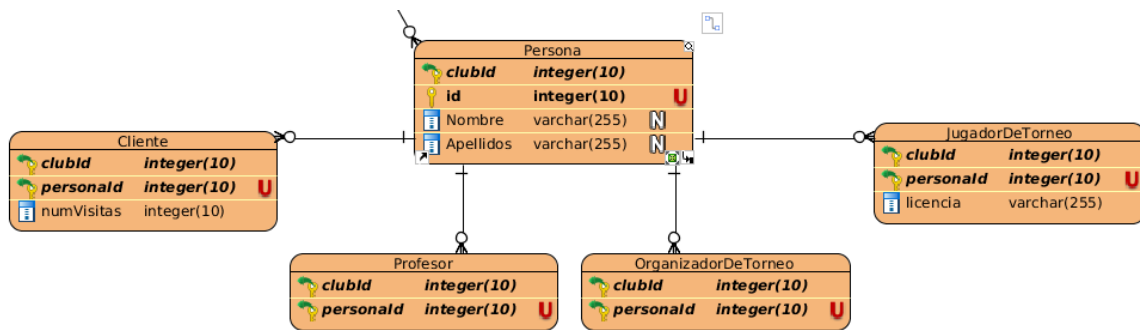 Persona
clubId integer(10)
id integer(10) U
Nombre varchar(255) N
Apellidos varchar(255) N
Cliente
clubId integer(10)
personaId integer(10) U
numVisitas integer(10)
JugadorDeTorneo
clubId integer(10)
personaId integer(10) U
licencia varchar(255)
Profesor
clubId integer(10)
personaId integer(10) U
OrganizadorDeTorneo
clubId integer(10)
personaId integer(10) U